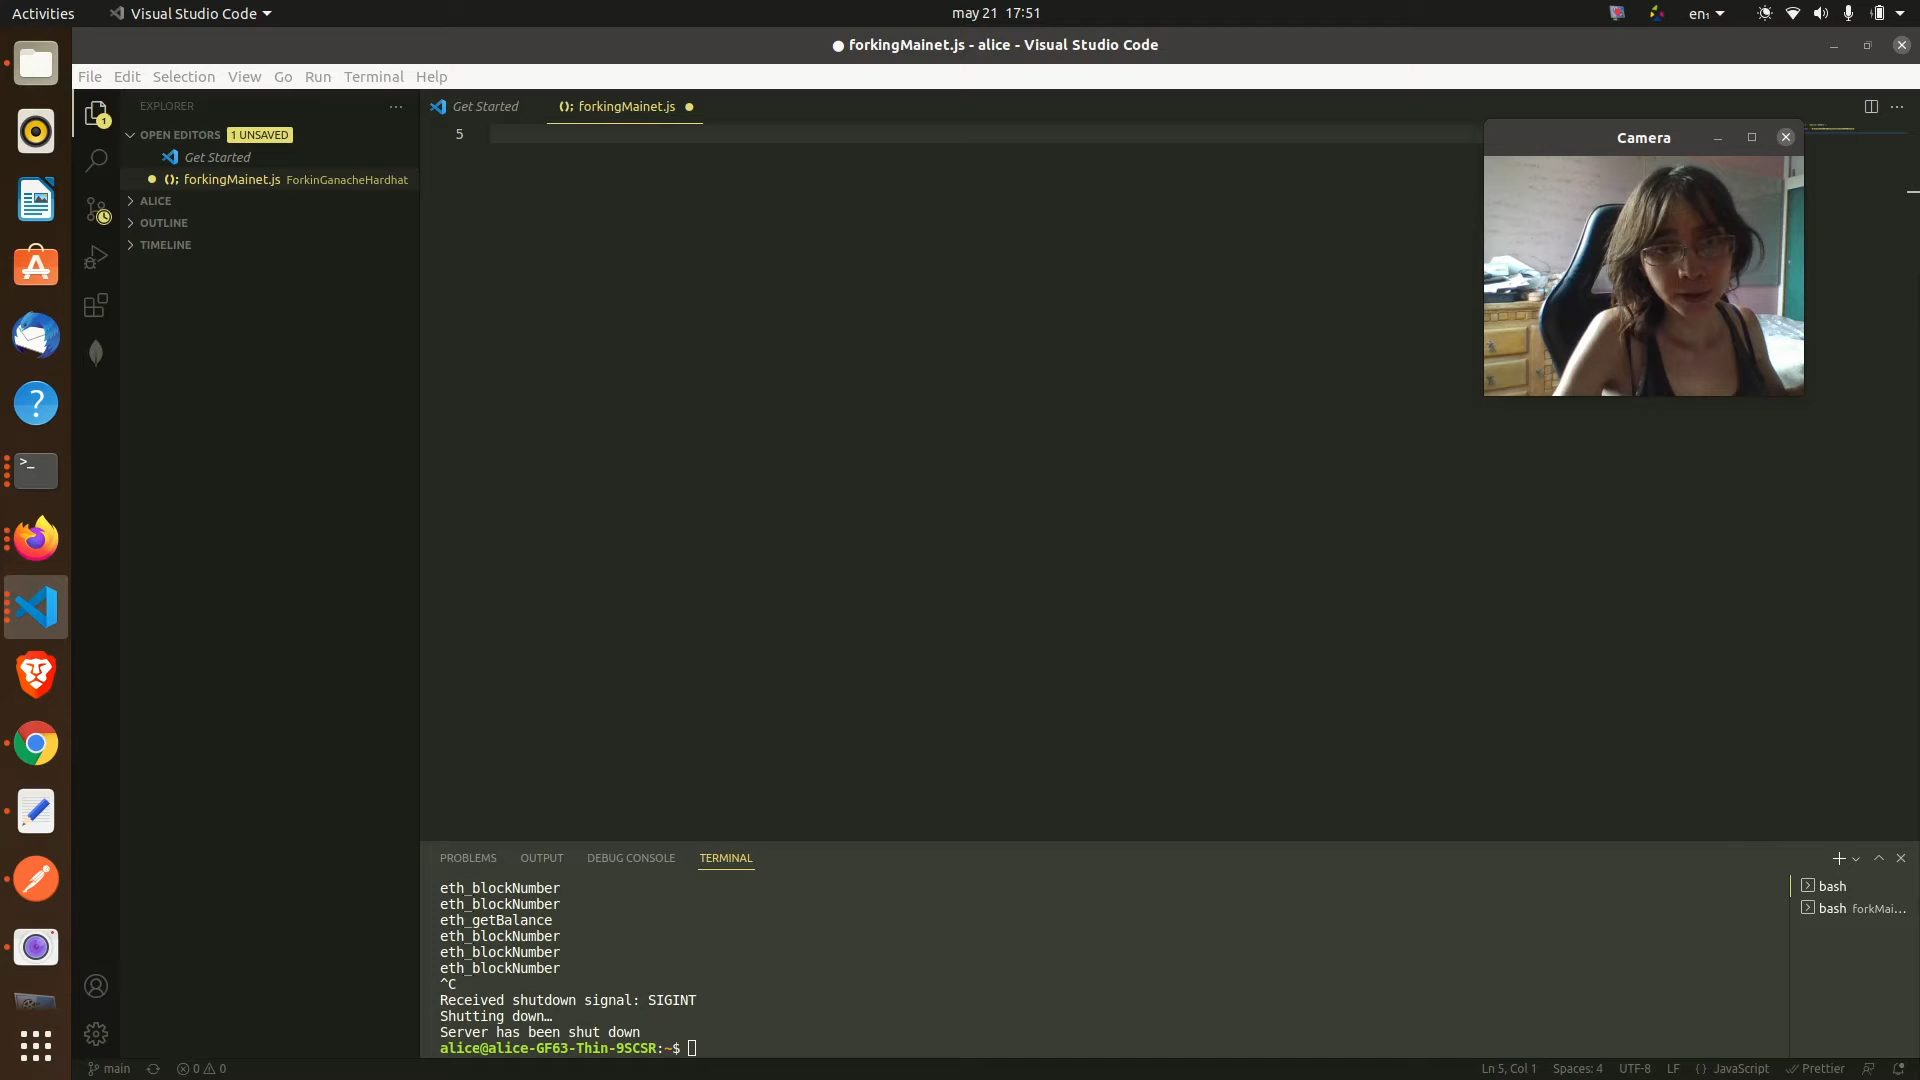 Activities
Visual Studio Code
may 21 17:51
en₁
● forkingMainet.js - alice - Visual Studio Code
File Edit Selection View Go Run Terminal Help
EXPLORER
OPEN EDITORS 1 UNSAVED
Get Started
forkingMainet.js ForkinGanacheHardhat
ALICE
OUTLINE
TIMELINE
1
Get Started
forkingMainet.js
5
Camera
PROBLEMS OUTPUT DEBUG CONSOLE TERMINAL
eth_blockNumber
eth_blockNumber
eth_getBalance
eth_blockNumber
eth_blockNumber
eth_blockNumber
^C
Received shutdown signal: SIGINT
Shutting down…
Server has been shut down
alice@alice-GF63-Thin-9SCSR:~$
bash
bash forkMai...
main
0 0
Ln 5, Col 1 Spaces: 4 UTF-8 LF JavaScript Prettier